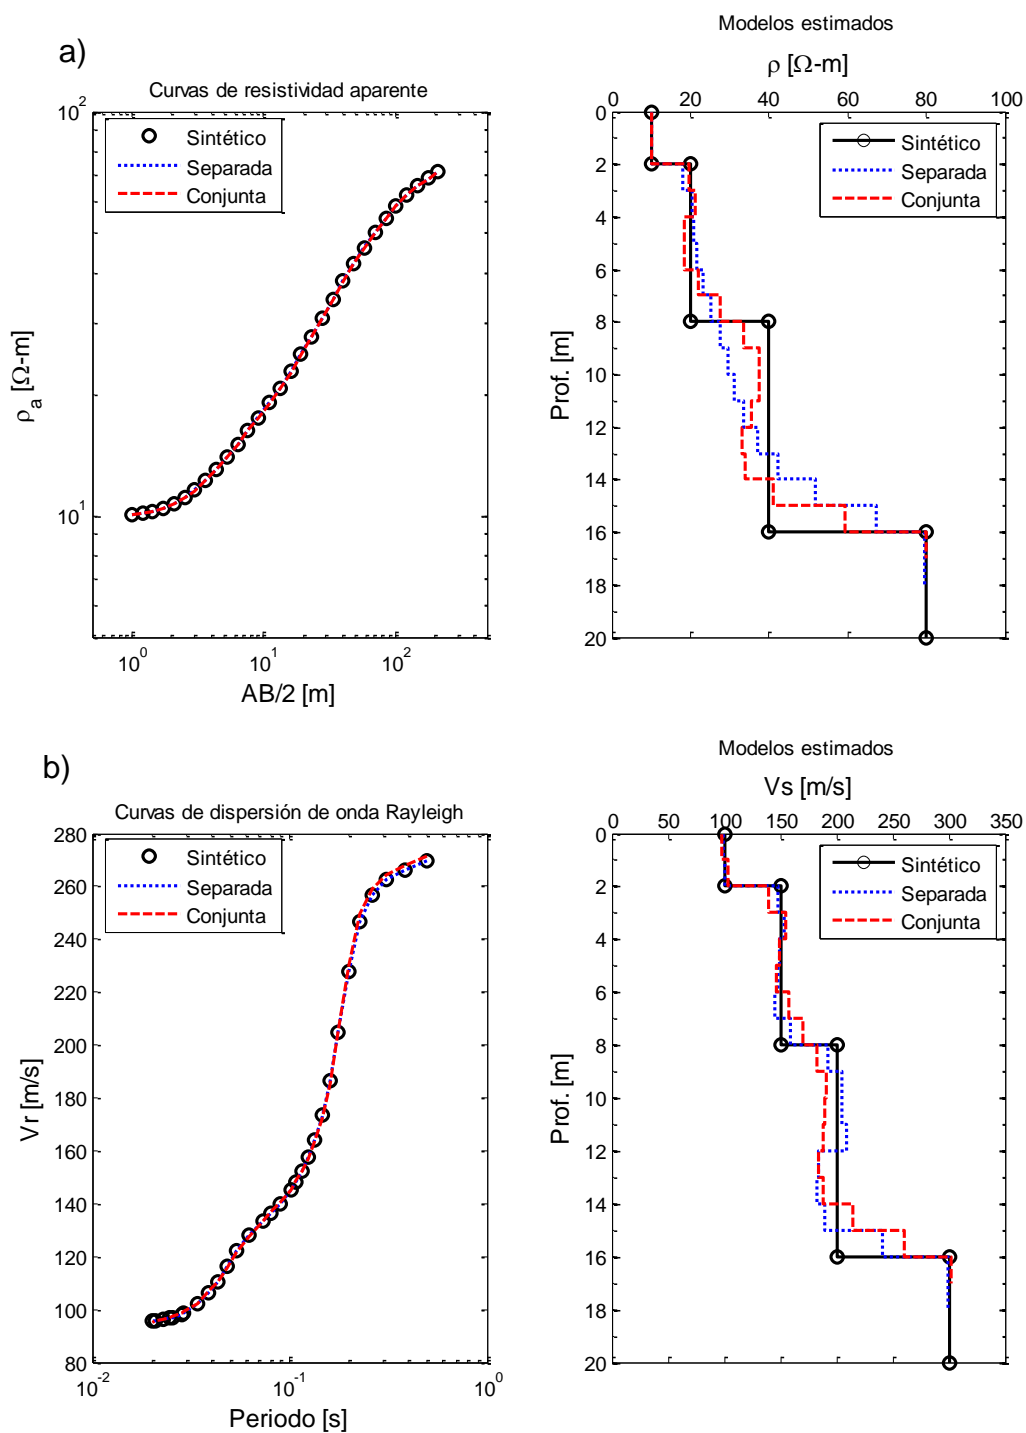 a)
Curvas de resistividad aparente
Sintético
Separada
Conjunta
10^2
10^1
ρa [Ω-m]
10^0
10^1
10^2
AB/2 [m]
Modelos estimados
ρ [Ω-m]
0
20
40
60
80
100
Sintético
Separada
Conjunta
0
2
4
6
8
10
12
14
16
18
20
Prof. [m]
b)
Curvas de dispersión de onda Rayleigh
Sintético
Separada
Conjunta
280
260
240
220
200
180
160
140
120
100
80
Vr [m/s]
10^-2
10^-1
10^0
Periodo [s]
Modelos estimados
Vs [m/s]
0
50
100
150
200
250
300
350
Sintético
Separada
Conjunta
0
2
4
6
8
10
12
14
16
18
20
Prof. [m]